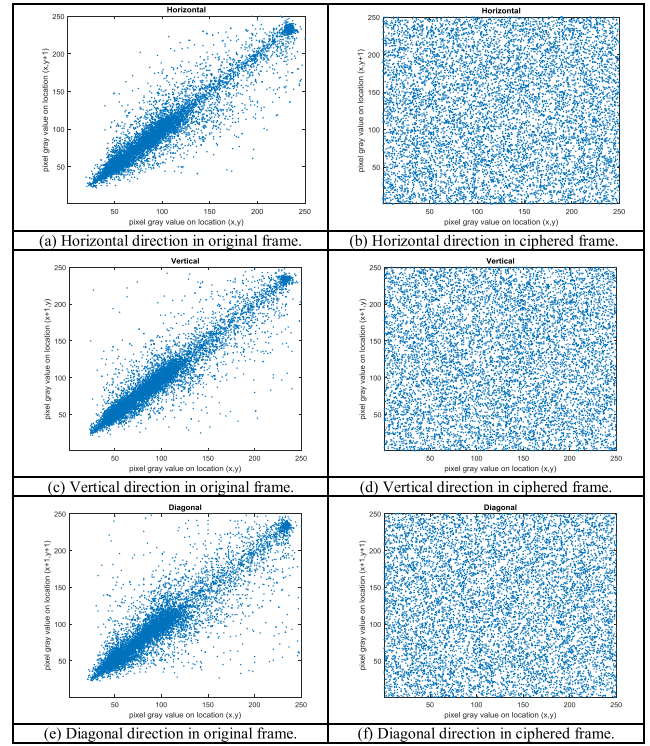 Horizontal
250
200
150
100
50
pixel gray value on location (x,y+1)
50 100 150 200 250
pixel gray value on location (x,y)
(a) Horizontal direction in original frame.
Horizontal
250
200
150
100
50
pixel gray value on location (x,y+1)
50 100 150 200 250
pixel gray value on location (x,y)
(b) Horizontal direction in ciphered frame.
Vertical
250
200
150
100
50
pixel gray value on location (x+1,y)
50 100 150 200 250
pixel gray value on location (x,y)
(c) Vertical direction in original frame.
Vertical
250
200
150
100
50
pixel gray value on location (x+1,y)
50 100 150 200 250
pixel gray value on location (x,y)
(d) Vertical direction in ciphered frame.
Diagonal
250
200
150
100
50
pixel gray value on location (x+1,y+1)
50 100 150 200 250
pixel gray value on location (x,y)
(e) Diagonal direction in original frame.
Diagonal
250
200
150
100
50
pixel gray value on location (x+1,y+1)
50 100 150 200 250
pixel gray value on location (x,y)
(f) Diagonal direction in ciphered frame.